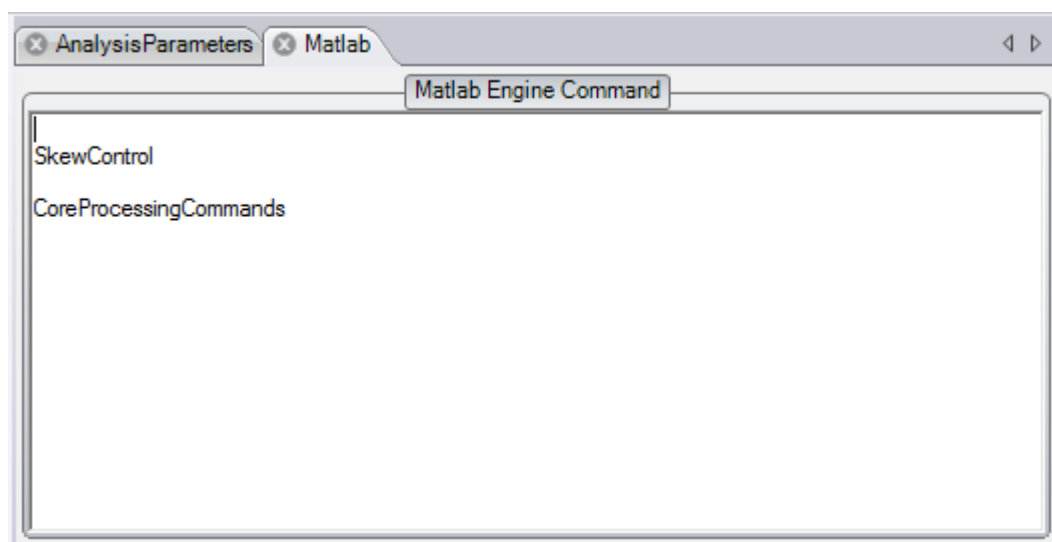 AnalysisParameters Matlab
Matlab Engine Command
SkewControl
CoreProcessingCommands